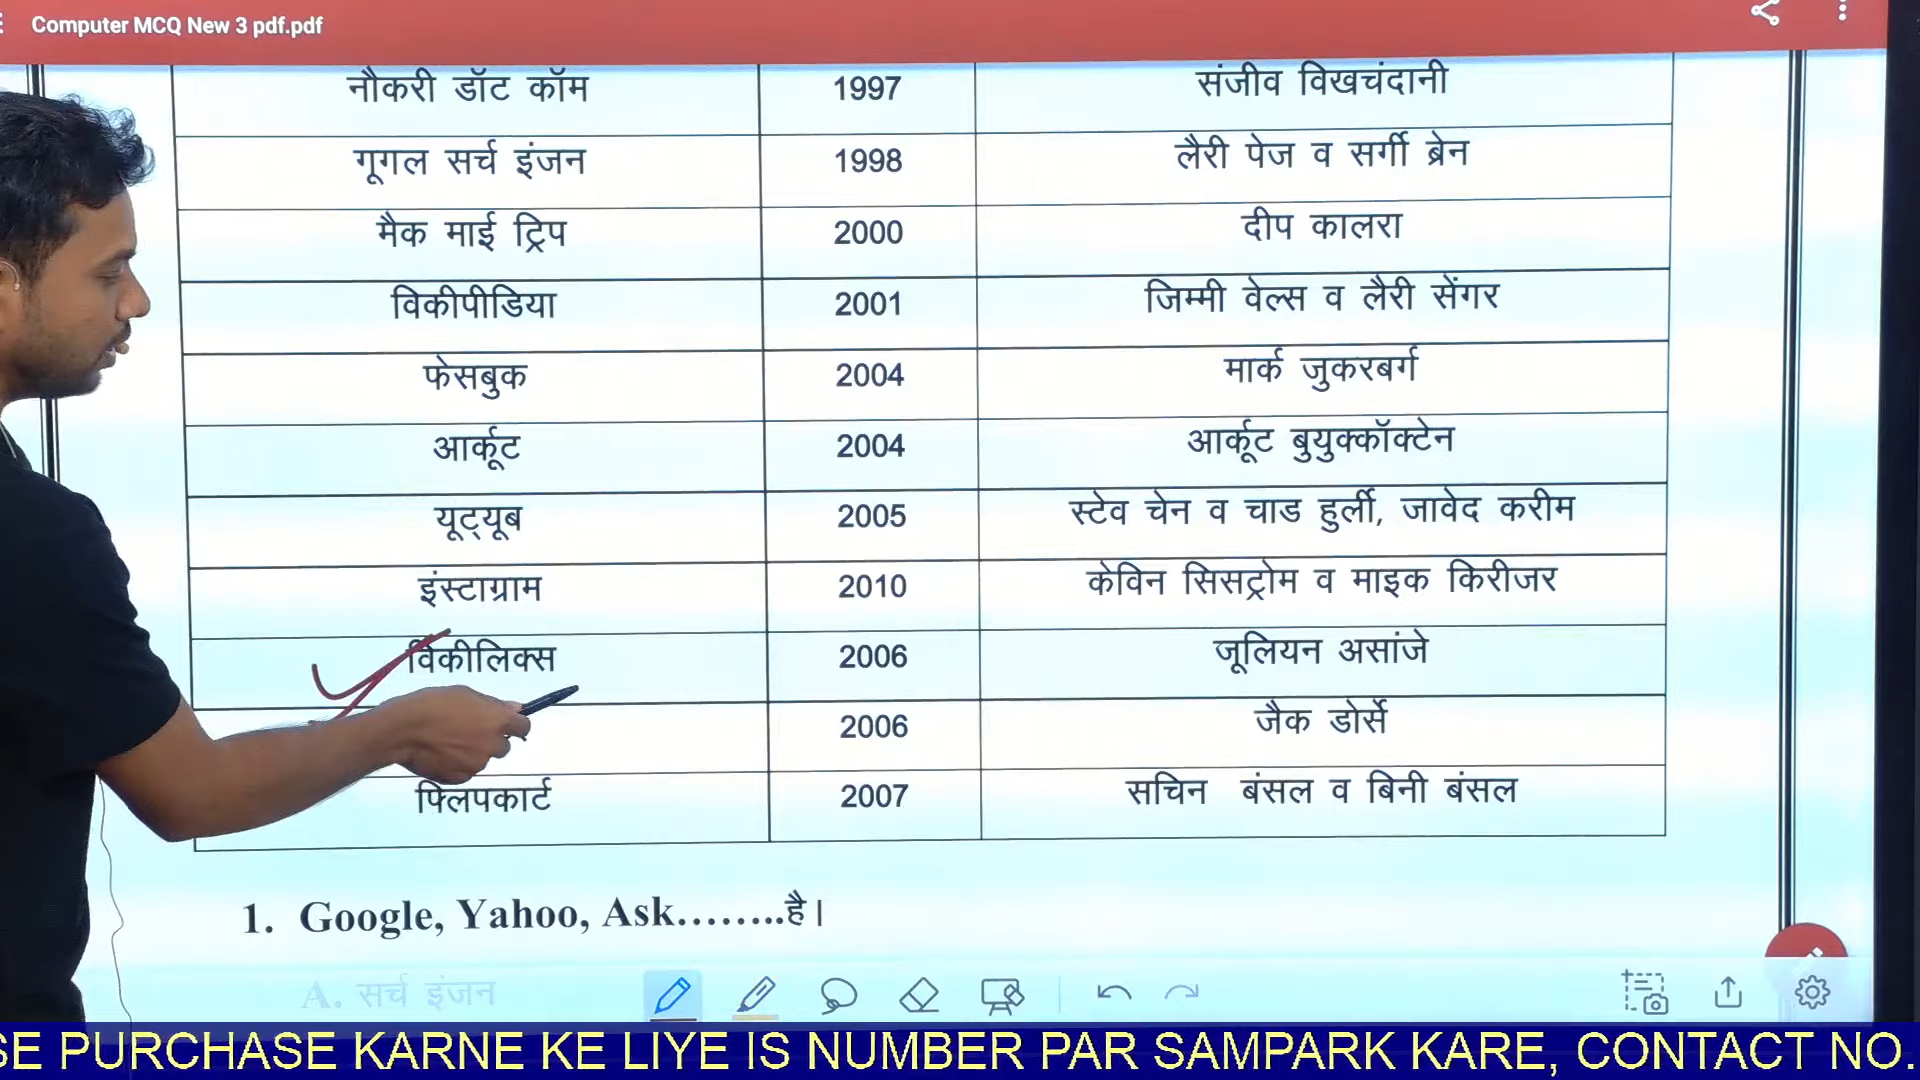 Computer MCQ New 3 pdf.pdf
नौकरी डॉट कॉम 1997 संजीव विखचंदानी
गूगल सर्च इंजन 1998 लैरी पेज व सर्गी ब्रेन
मैक माई ट्रिप 2000 दीप कालरा
विकीपीडिया 2001 जिम्मी वेल्स व लैरी सेंगर
फेसबुक 2004 मार्क जुकरबर्ग
आर्कूट 2004 आर्कूट बुयुक्कॉक्टेन
यूट्यूब 2005 स्टेव चेन व चाड हुर्ली, जावेद करीम
इंस्टाग्राम 2010 केविन सिसट्रोम व माइक किरीजर
विकीलिक्स 2006 जूलियन असांजे
2006 जैक डोर्से
फ्लिपकार्ट 2007 सचिन बंसल व बिनी बंसल
1. Google, Yahoo, Ask........है।
A. सर्च इंजन
SE PURCHASE KARNE KE LIYE IS NUMBER PAR SAMPARK KARE, CONTACT NO.